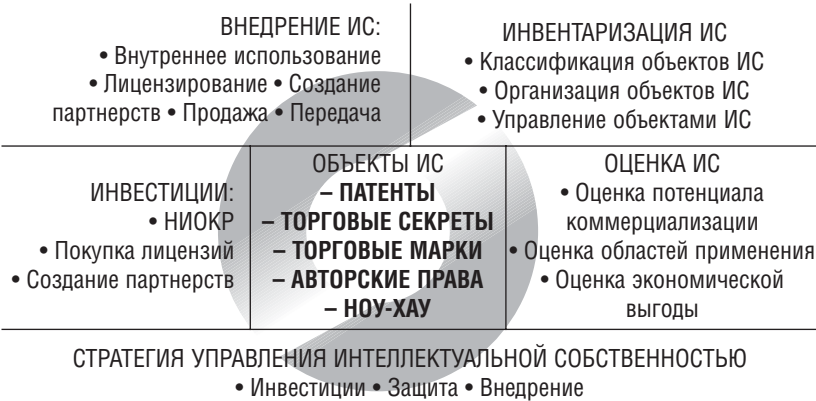 ВНЕДРЕНИЕ ИС:
• Внутреннее использование
• Лицензирование • Создание
партнерств • Продажа • Передача
ИНВЕНТАРИЗАЦИЯ ИС
• Классификация объектов ИС
• Организация объектов ИС
• Управление объектами ИС
ИНВЕСТИЦИИ:
• НИОКР
• Покупка лицензий
• Создание партнерств
ОБЪЕКТЫ ИС
– ПАТЕНТЫ
– ТОРГОВЫЕ СЕКРЕТЫ
– ТОРГОВЫЕ МАРКИ
– АВТОРСКИЕ ПРАВА
– НОУ-ХАУ
ОЦЕНКА ИС
• Оценка потенциала
коммерциализации
• Оценка областей применения
• Оценка экономической
выгоды
СТРАТЕГИЯ УПРАВЛЕНИЯ ИНТЕЛЛЕКТУАЛЬНОЙ СОБСТВЕННОСТЬЮ
• Инвестиции • Защита • Внедрение